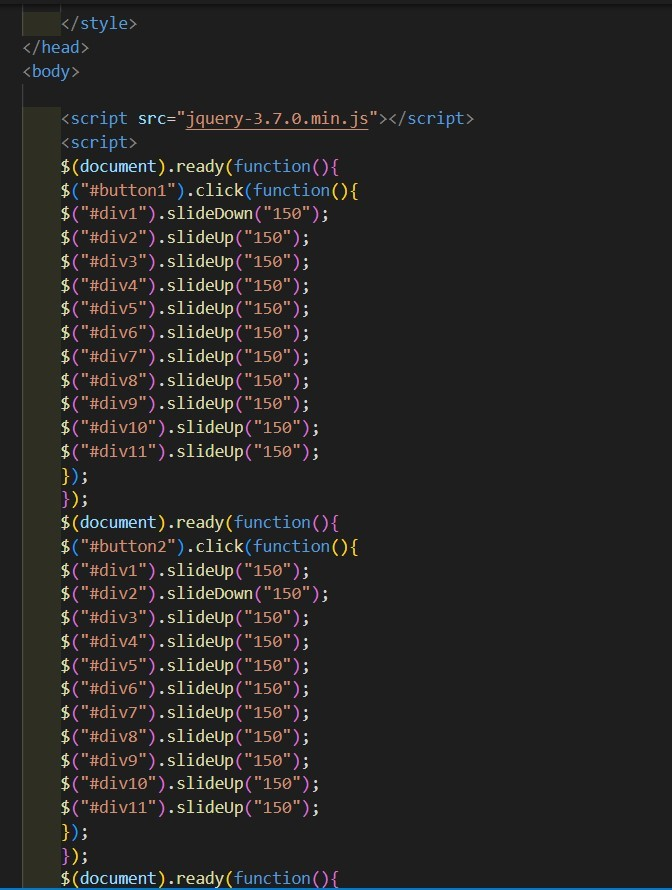 </style>
</head>
<body>
<script src="jquery-3.7.0.min.js"></script>
<script>
$(document).ready(function(){
$("#button1").click(function(){
$("#div1").slideDown("150");
$("#div2").slideUp("150");
$("#div3").slideUp("150");
$("#div4").slideUp("150");
$("#div5").slideUp("150");
$("#div6").slideUp("150");
$("#div7").slideUp("150");
$("#div8").slideUp("150");
$("#div9").slideUp("150");
$("#div10").slideUp("150");
$("#div11").slideUp("150");
});
});
$(document).ready(function(){
$("#button2").click(function(){
$("#div1").slideUp("150");
$("#div2").slideDown("150");
$("#div3").slideUp("150");
$("#div4").slideUp("150");
$("#div5").slideUp("150");
$("#div6").slideUp("150");
$("#div7").slideUp("150");
$("#div8").slideUp("150");
$("#div9").slideUp("150");
$("#div10").slideUp("150");
$("#div11").slideUp("150");
});
});
$(document).ready(function(){